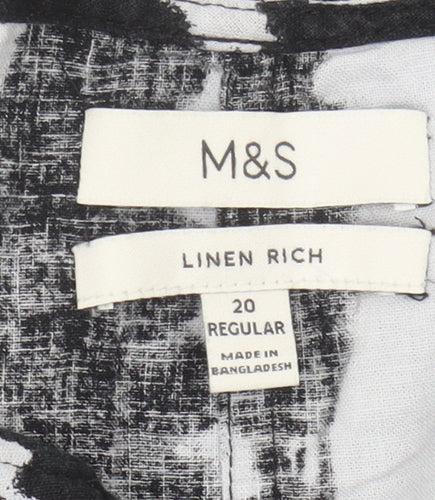 M&S
LINEN RICH
20
REGULAR
MADE IN
BANGLADESH